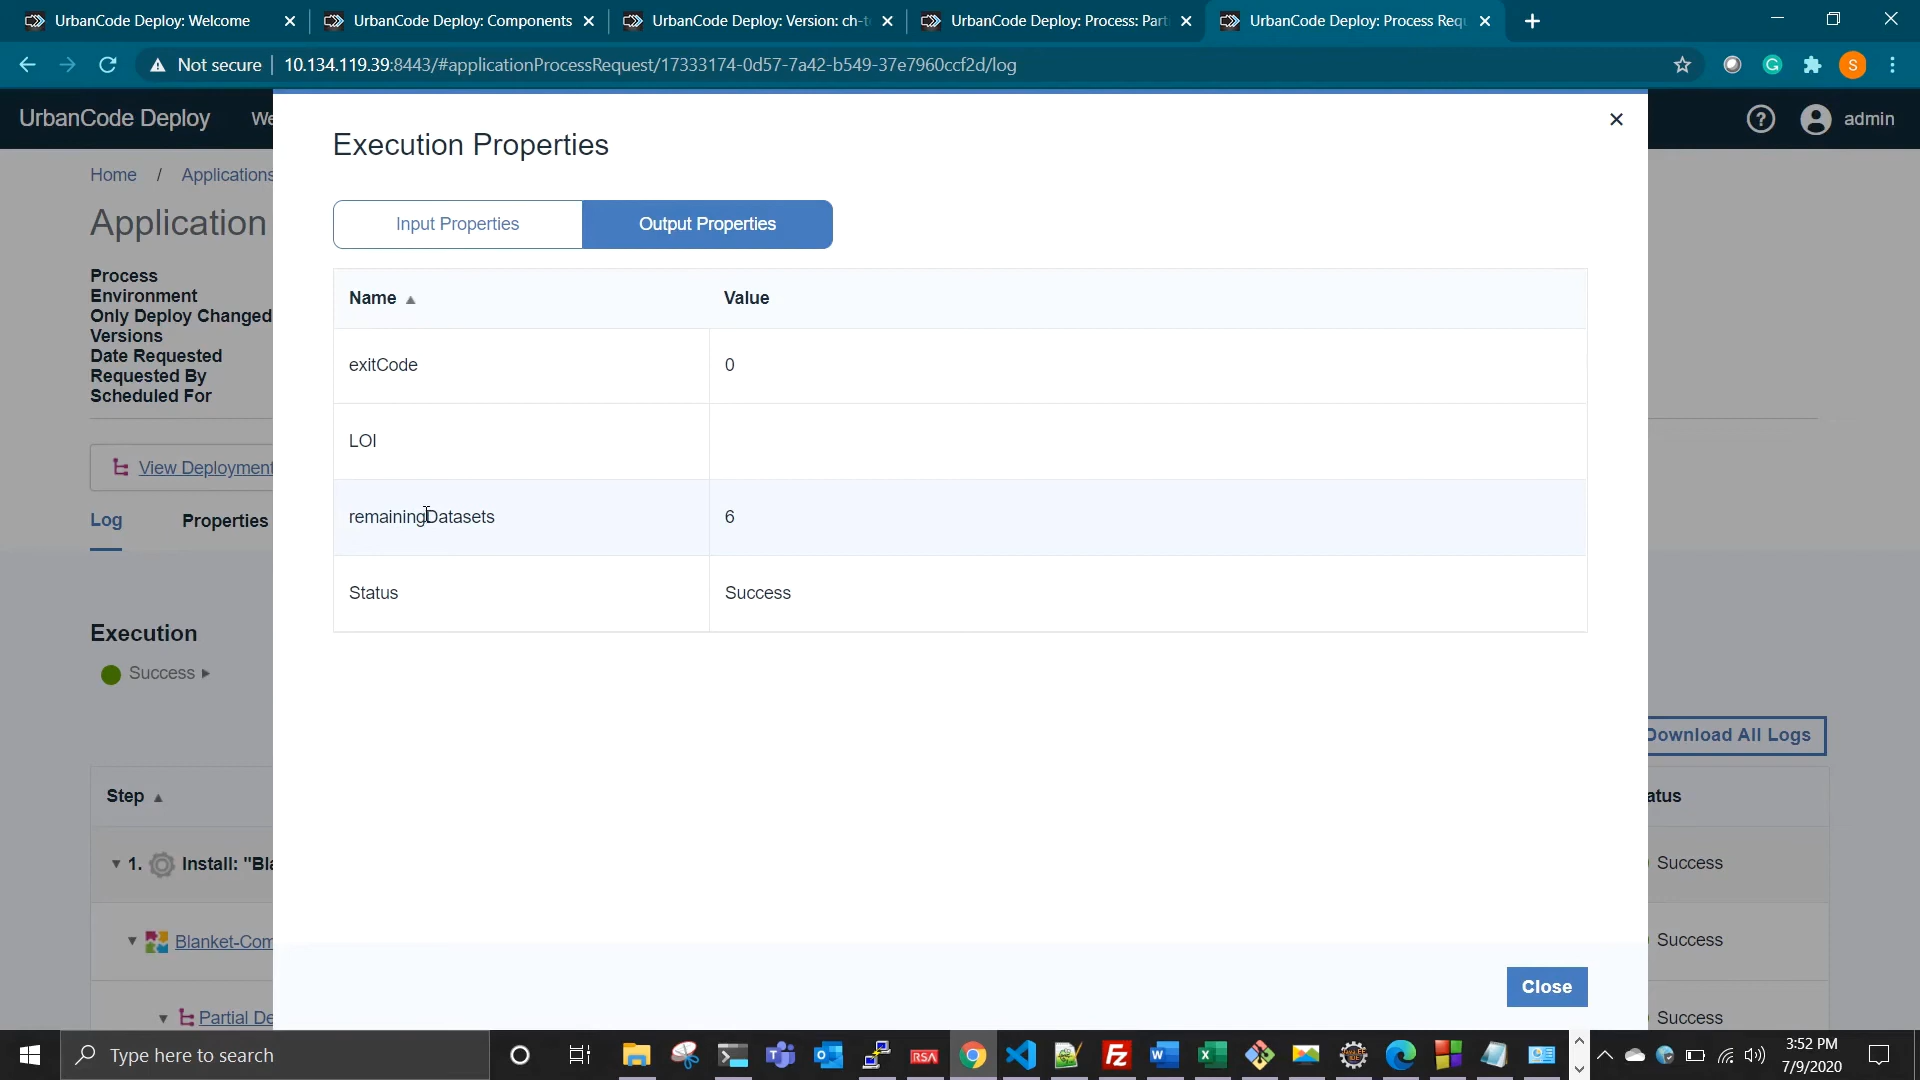 UrbanCode Deploy: Welcome
UrbanCode Deploy: Components
UrbanCode Deploy: Version: ch-t
UrbanCode Deploy: Process: Part
UrbanCode Deploy: Process Req
Not secure
10.134.119.39:8443/#applicationProcessRequest/17333174-0d57-7a42-b549-37e7960ccf2d/log
S
UrbanCode Deploy
We
admin
Home / Applications
Application
Process
Environment
Only Deploy Changed
Versions
Date Requested
Requested By
Scheduled For
View Deployment
Log
Properties
Execution
Success
Download All Logs
Step
atus
1. Install: "Bla
Success
Blanket-Com
Success
Partial De
Success
Execution Properties
Input Properties
Output Properties
Name
Value
exitCode
0
LOI
remainingDatasets
6
Status
Success
Close
Type here to search
RSA
3:52 PM
7/9/2020